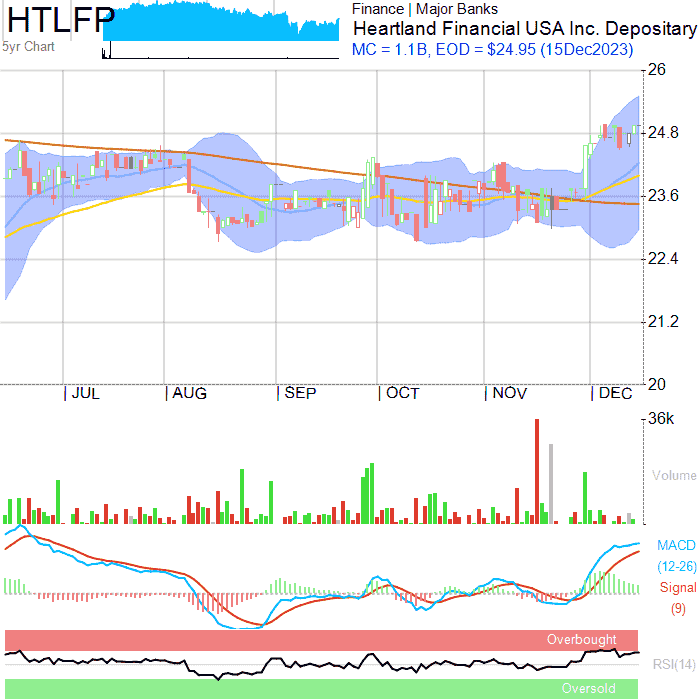 HTLFP
5yr Chart
Finance | Major Banks
Heartland Financial USA Inc. Depositary
MC = 1.1B, EOD = $24.95 (15Dec2023)
26
24.8
23.6
22.4
21.2
20
JUL AUG SEP OCT NOV DEC
36k
Volume
MACD
(12-26)
Signal
(9)
Overbought
RSI(14)
Oversold